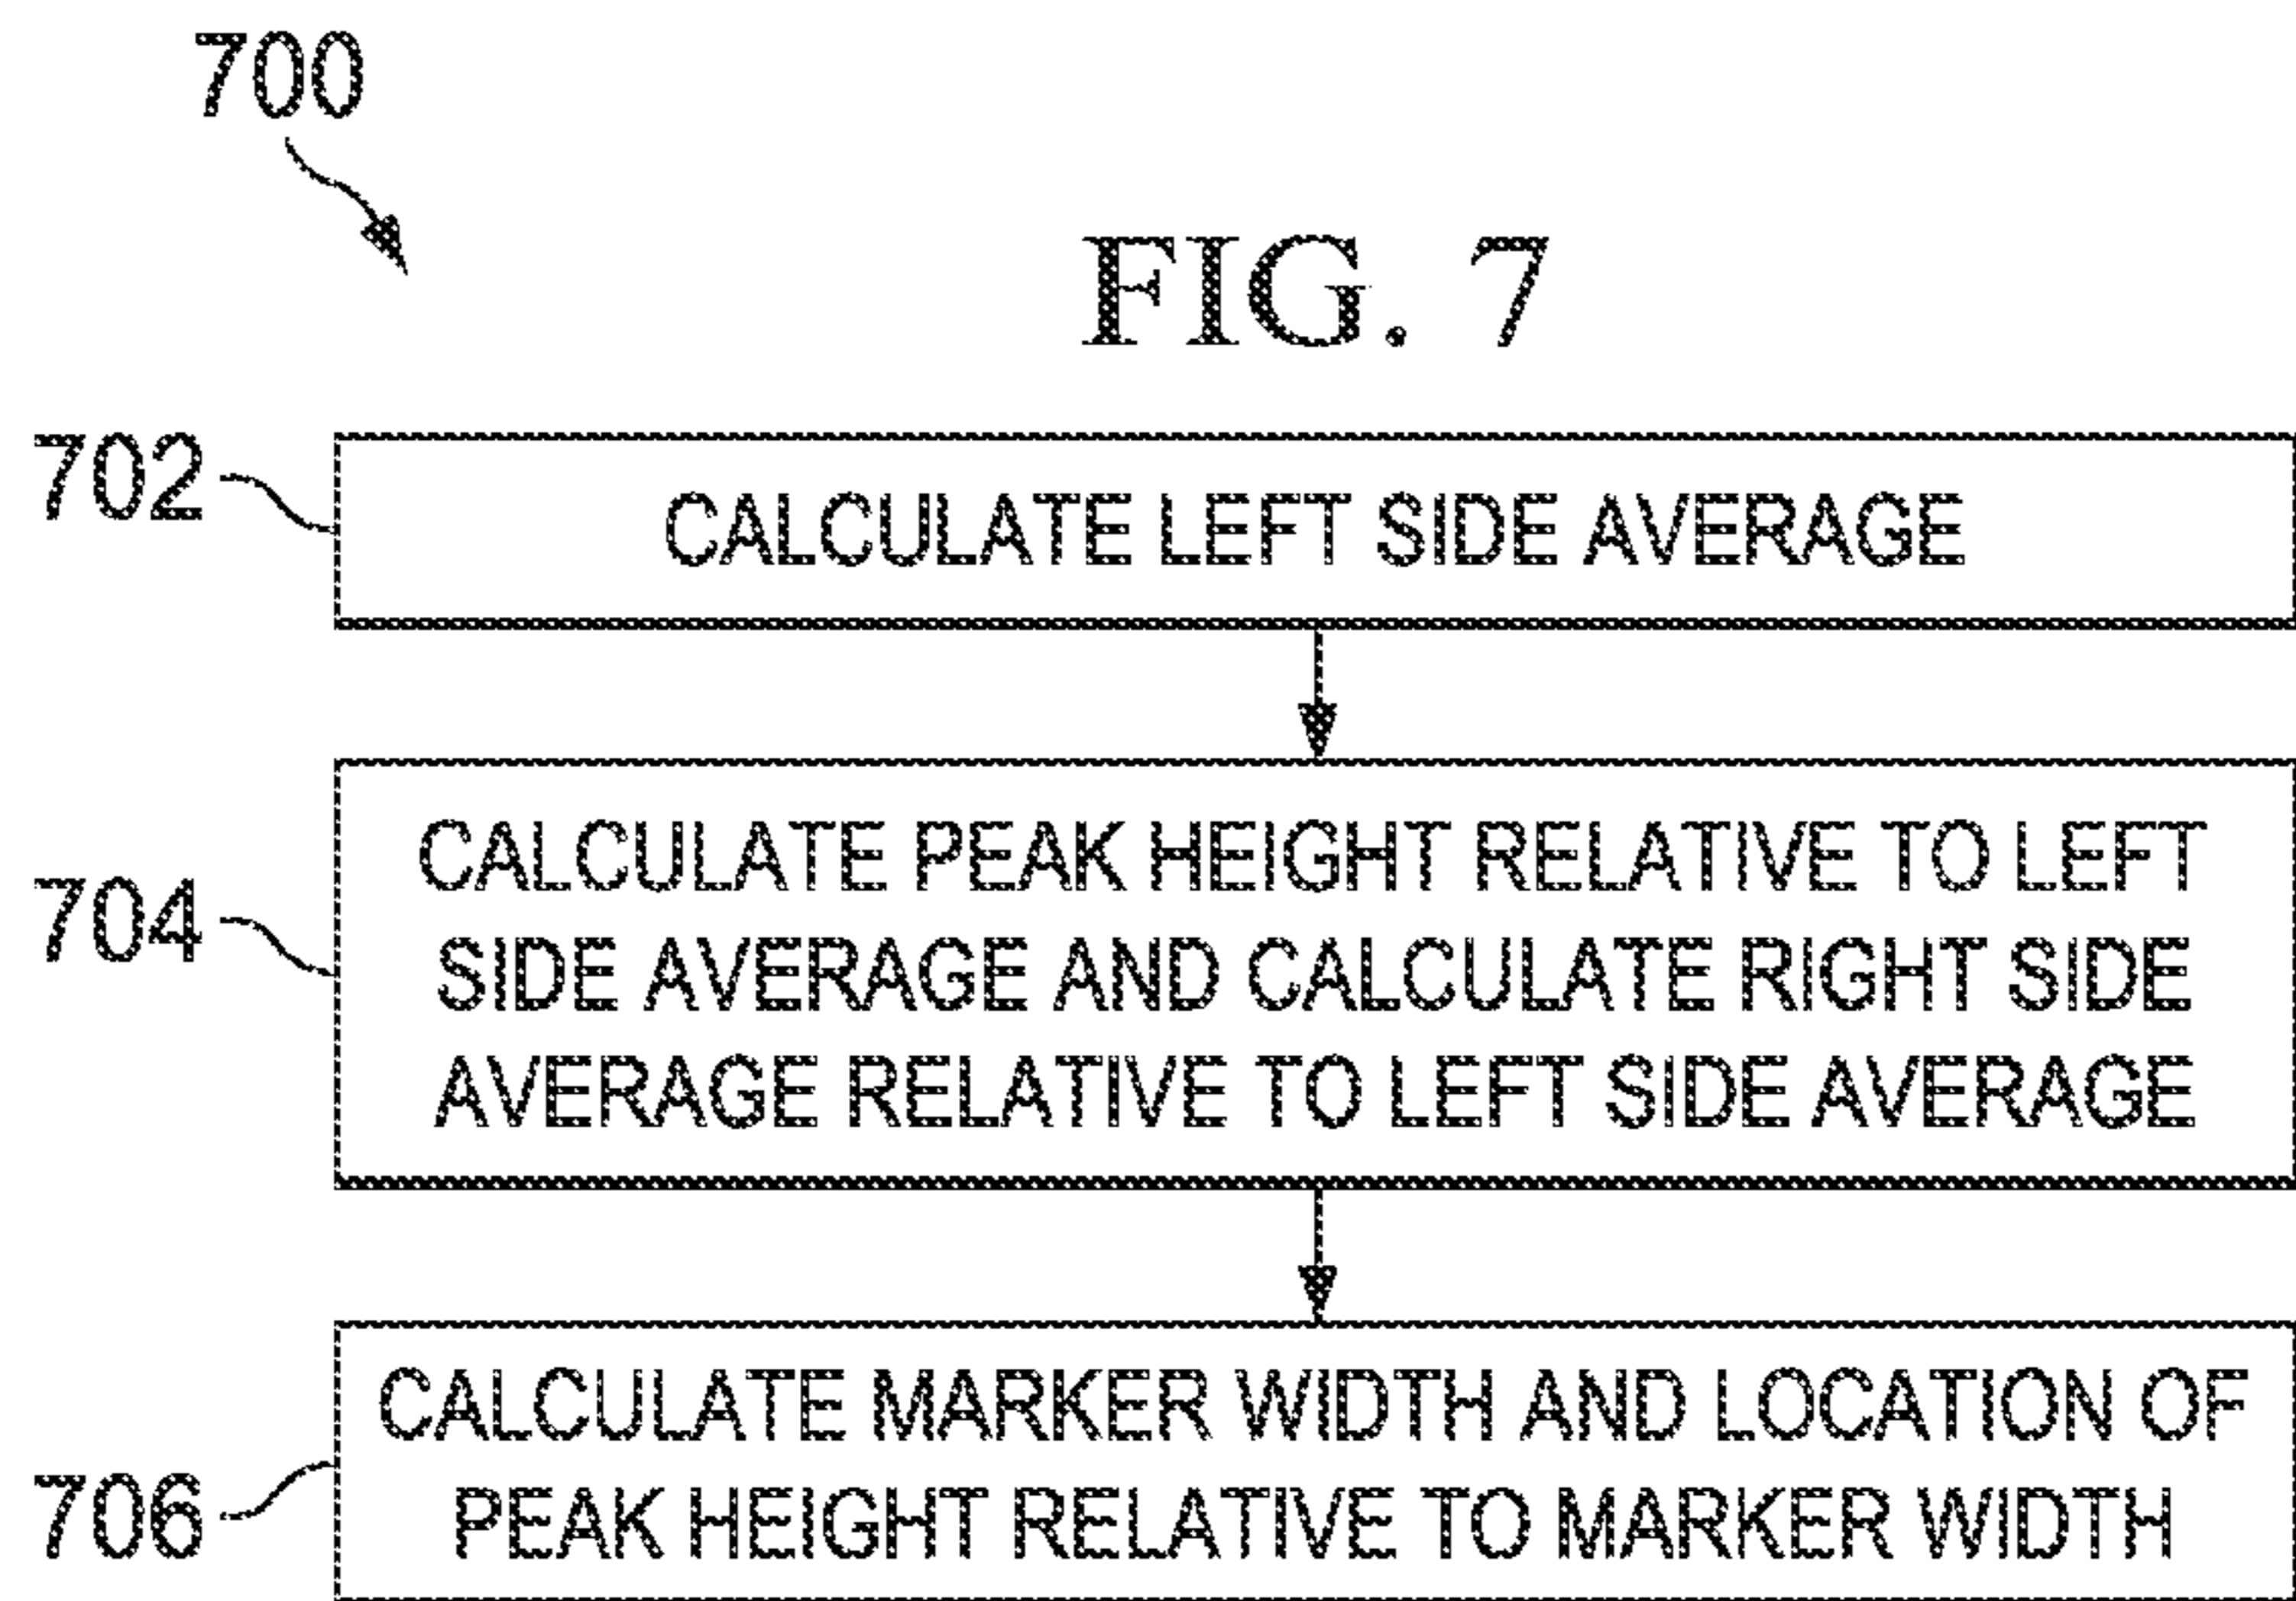 700
FIG. 7
702
CALCULATE LEFT SIDE AVERAGE
704
CALCULATE PEAK HEIGHT RELATIVE TO LEFT
SIDE AVERAGE AND CALCULATE RIGHT SIDE
AVERAGE RELATIVE TO LEFT SIDE AVERAGE
706
CALCULATE MARKER WIDTH AND LOCATION OF
PEAK HEIGHT RELATIVE TO MARKER WIDTH